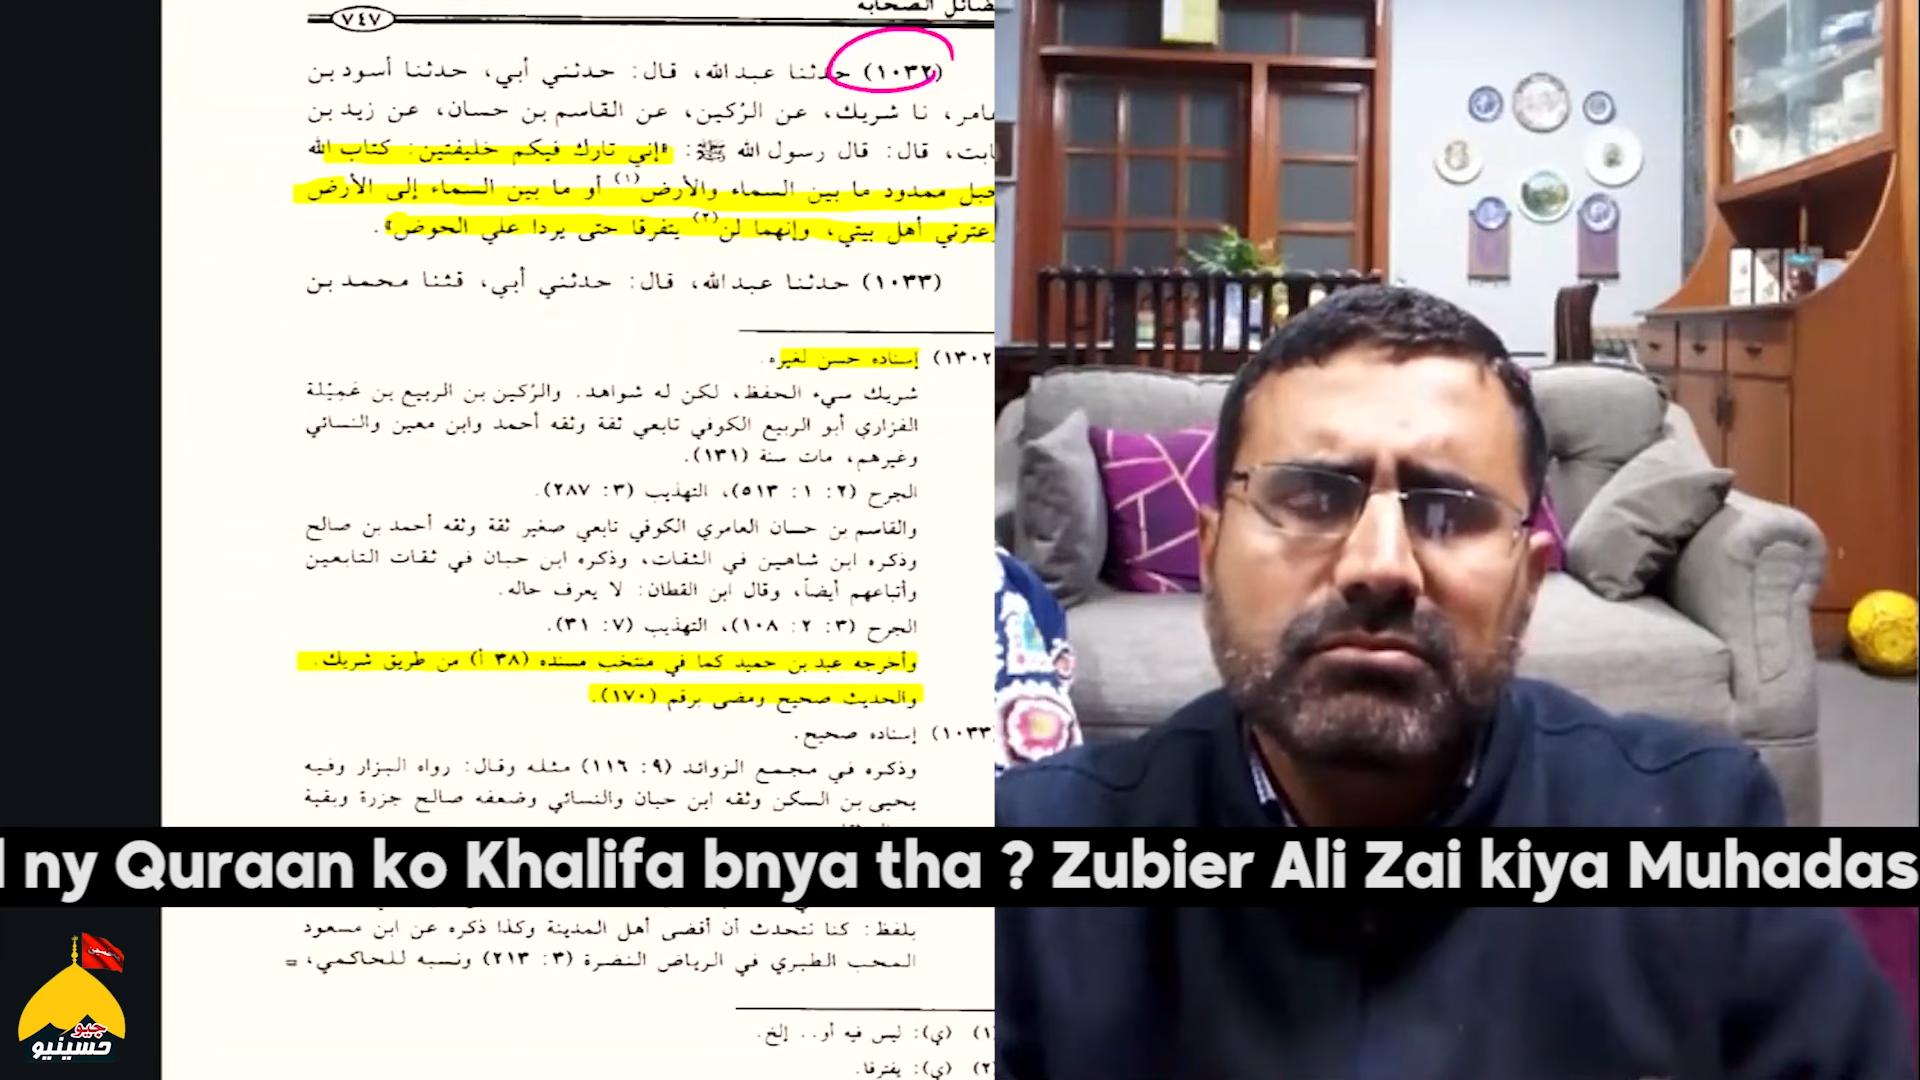 ضائل الصحابة
٧٤٧
(١٠٣٢) حدثنا عبدالله، قال: حدثني أبي، حدثنا أسود بن
عامر، نا شريك، عن الرُكين، عن القاسم بن حسان، عن زيد بن
ابت، قال: قال رسول الله ﷺ: «إني تارك فيكم خليفتين: كتاب الله
حبل ممدود ما بين السماء والأرض(١) أو ما بين السماء إلى الأرض
وعترتي أهل بيتي، وإنهما لن(٢) يتفرقا حتى يردا علي الحوض».
(١٠٣٣) حدثنا عبدالله، قال: حدثني أبي، قثنا محمد بن
(١٣٠٢ إسناده حسن لغيره.
شريك سيء الحفظ، لكن له شواهد. والرُكين بن الربيع بن عَمِيْلة
الفزاري أبو الربيع الكوفي تابعي ثقة وثقه أحمد وابن معين والنسائي
وغيرهم، مات سنة (١٣١).
الجرح (٢: ١: ٥١٣)، التهذيب (٣: ٢٨٧).
والقاسم بن حسان العامري الكوفي تابعي صغير ثقة وثقه أحمد بن صالح
وذكره ابن شاهين في الثقات، وذكره ابن حبان في ثقات التابعين
وأتباعهم أيضاً، وقال ابن القطان: لا يعرف حاله.
الجرح (٣: ٢: ١٠٨)، التهذيب (٧: ٣١).
وأخرجه عبد بن حميد كما في منتخب مسنده (٣٨ أ) من طريق شريك.
والحديث صحيح ومضى برقم (١٧٠).
(١٠٣٣ إسناده صحيح.
وذكره في مجمع الزوائد (٩: ١١٦) مثله وقال: رواه البزار وفيه
يحيى بن السكن وثقه ابن حبان والنسائي وضعفه صالح جزرة وبقية
ny Quraan ko Khalifa bnya tha ? Zubier Ali Zai kiya Muhadas
بلفظ: كنا نتحدث أن أقضى أهل المدينة وكذا ذكره عن ابن مسعود
المحب الطبري في الرياض النضرة (٣: ٢١٣) ونسبه للحاكمي، =
١) (ي): ليس فيه أو.. إلخ.
٢) (ي): يفترقا.
جيو
حسینیو